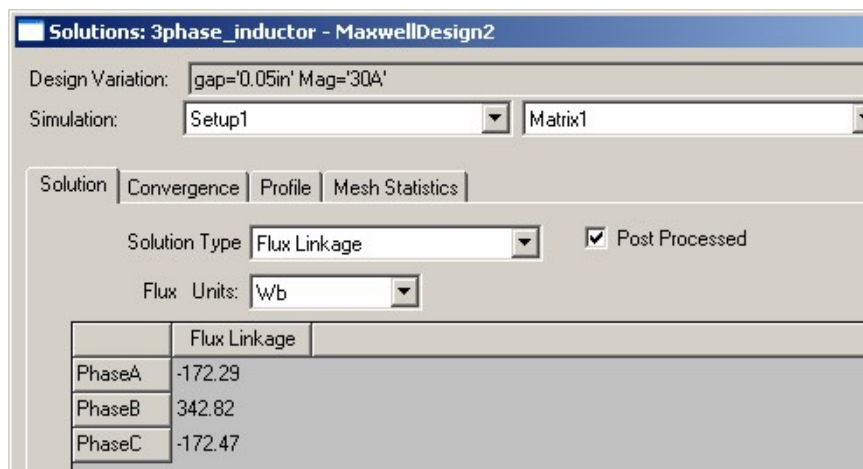 Solutions: 3phase_inductor - MaxwellDesign2
Design Variation: gap='0.05in' Mag='30A'
Simulation: Setup1 Matrix1
Solution Convergence Profile Mesh Statistics
Solution Type Flux Linkage Post Processed
Flux Units: Wb
Flux Linkage
PhaseA -172.29
PhaseB 342.82
PhaseC -172.47